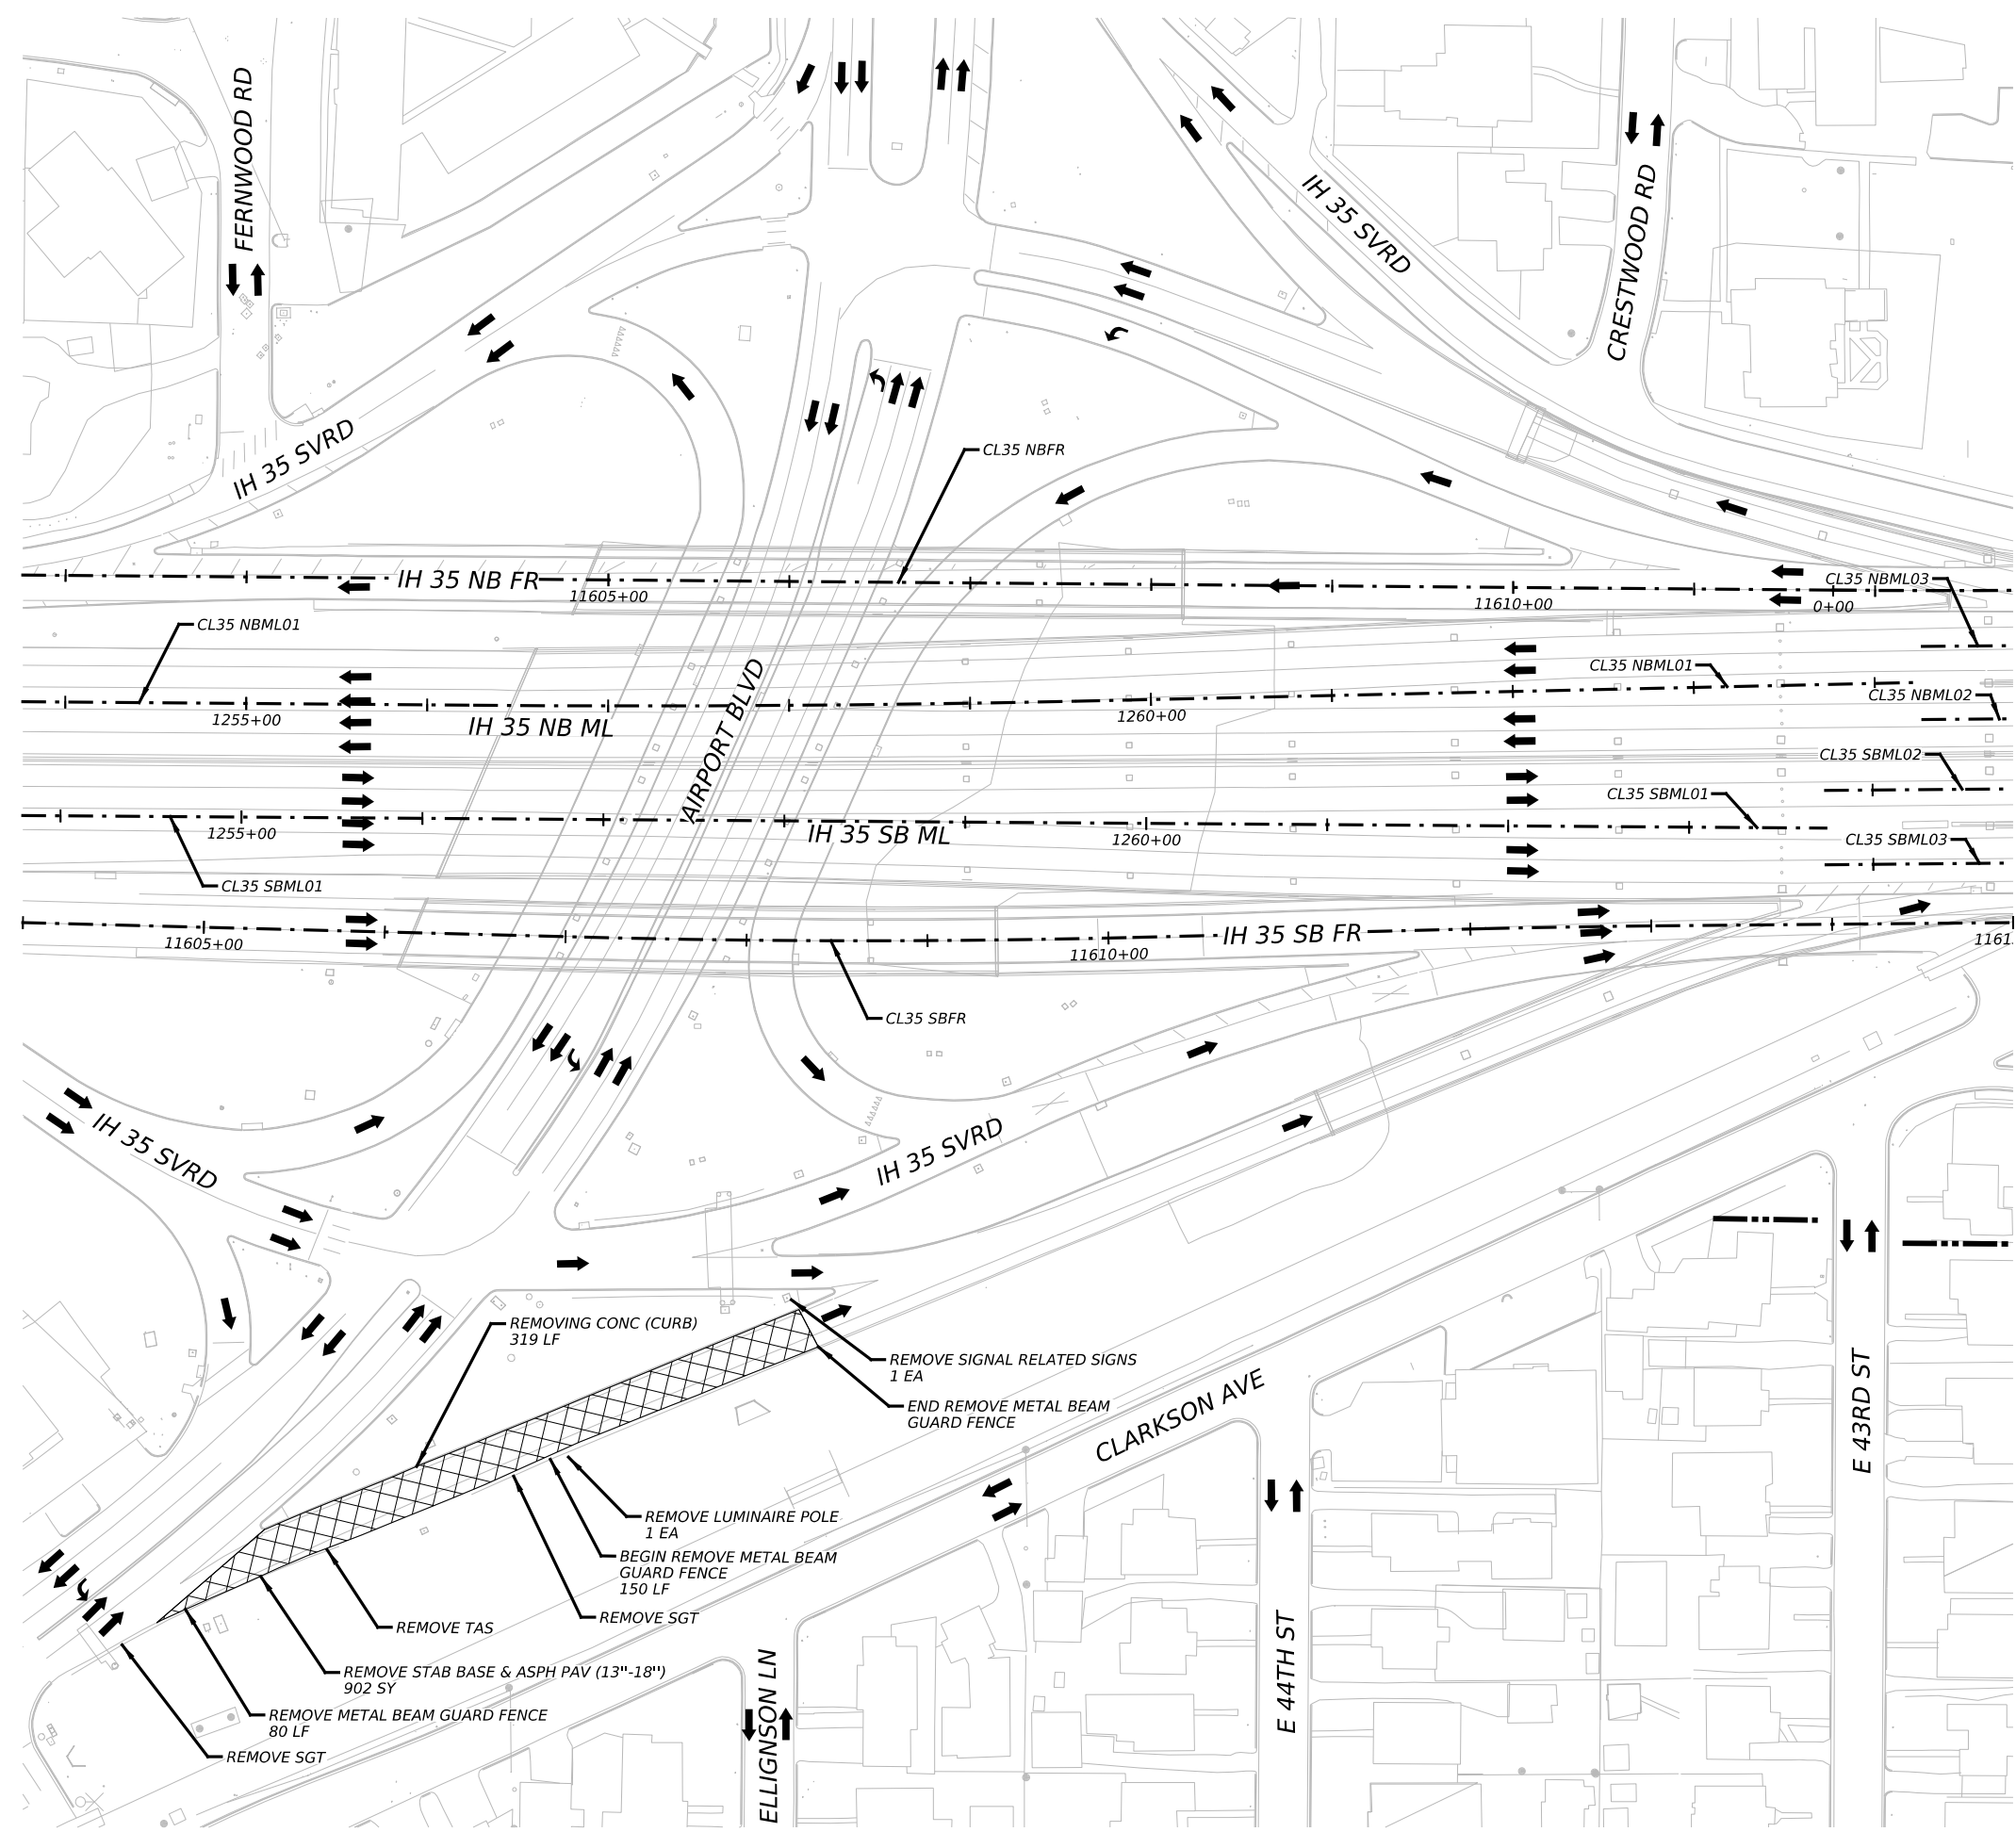 FERNWOOD RD
IH 35 SVRD
CRESTWOOD RD
IH 35 SVRD
CL35 NBFR
IH 35 NB FR
11605+00
11610+00
CL35 NBML03
0+00
CL35 NBML01
CL35 NBML01
CL35 NBML02
1255+00
IH 35 NB ML
AIRPORT BLVD
1260+00
CL35 SBML02
CL35 SBML01
1255+00
IH 35 SB ML
1260+00
CL35 SBML03
CL35 SBML01
11605+00
11610+00
IH 35 SB FR
1161
CL35 SBFR
IH 35 SVRD
IH 35 SVRD
REMOVING CONC (CURB)
319 LF
REMOVE SIGNAL RELATED SIGNS
1 EA
END REMOVE METAL BEAM
GUARD FENCE
CLARKSON AVE
E 43RD ST
REMOVE LUMINAIRE POLE
1 EA
BEGIN REMOVE METAL BEAM
GUARD FENCE
150 LF
REMOVE SGT
REMOVE TAS
REMOVE STAB BASE & ASPH PAV (13"-18")
902 SY
REMOVE METAL BEAM GUARD FENCE
80 LF
REMOVE SGT
ELLIGNSON LN
E 44TH ST